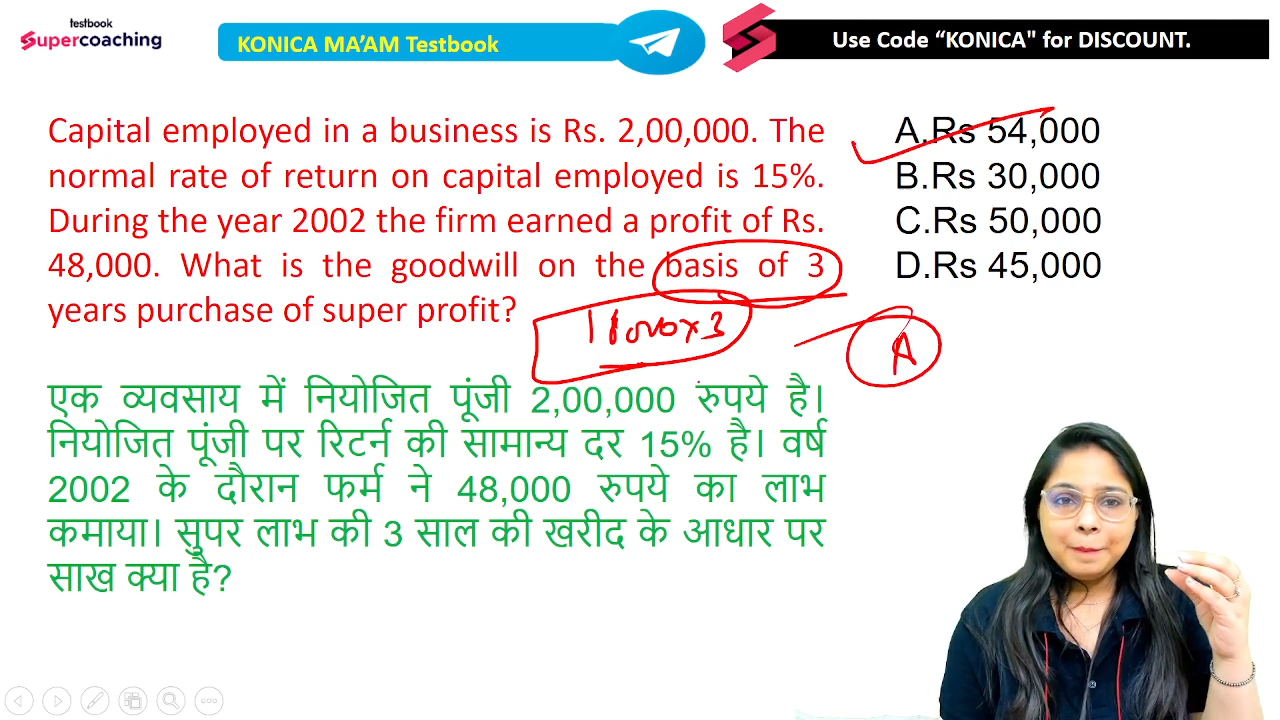 testbook
Supercoaching
KONICA MA’AM Testbook
Use Code “KONICA" for DISCOUNT.
Capital employed in a business is Rs. 2,00,000. The
normal rate of return on capital employed is 15%.
During the year 2002 the firm earned a profit of Rs.
48,000. What is the goodwill on the basis of 3
years purchase of super profit?
A.Rs 54,000
B.Rs 30,000
C.Rs 50,000
D.Rs 45,000
18000x3
A
एक व्यवसाय में नियोजित पूंजी 2,00,000 रुपये है।
नियोजित पूंजी पर रिटर्न की सामान्य दर 15% है। वर्ष
2002 के दौरान फर्म ने 48,000 रुपये का लाभ
कमाया। सुपर लाभ की 3 साल की खरीद के आधार पर
साख क्या है?